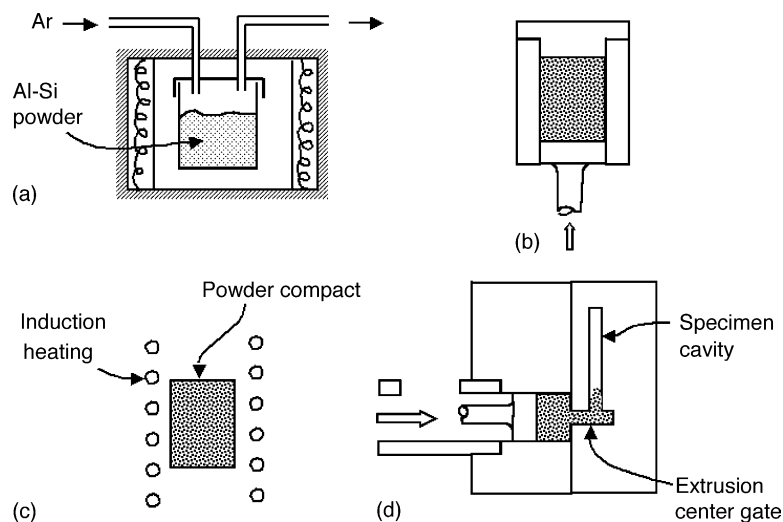 Ar
Al-Si
powder
(a)
(b)
Powder compact
Induction
heating
(c)
Specimen
cavity
Extrusion
center gate
(d)